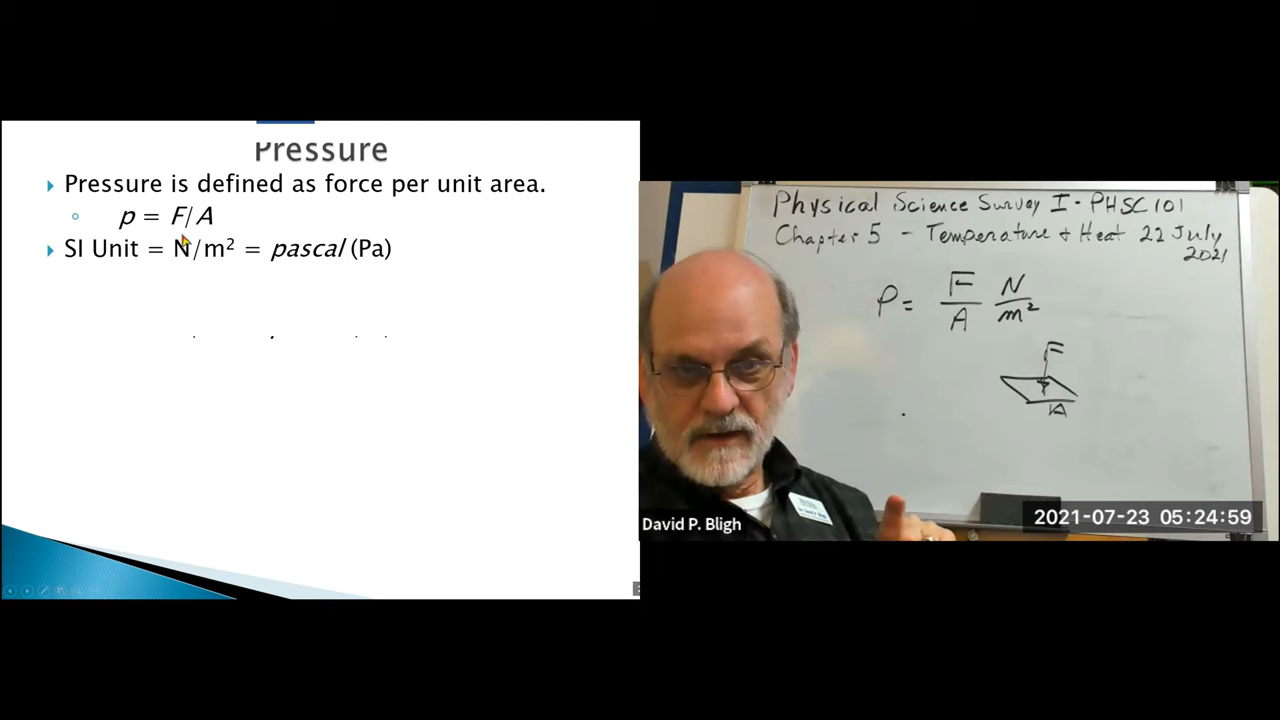 Pressure
Pressure is defined as force per unit area.
p = F/A
SI Unit = N/m² = pascal (Pa)
Physical Science Survey I - PHSC 101
Chapter 5 - Temperature + Heat 22 July
2021
P = F/A N/m²
F
A
David P. Bligh
2021-07-23 05:24:59